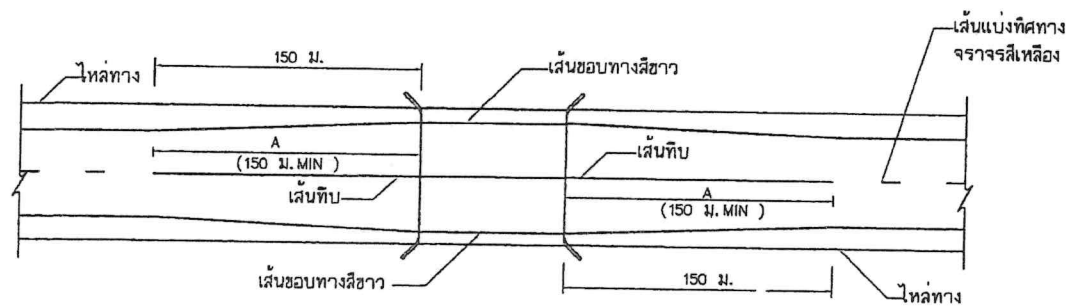 เส้นแบ่งทิศทาง
จราจรสีเหลือง
150 ม.
ไหล่ทาง
เส้นขอบทางสีขาว
A
(150 ม. MIN )
เส้นทึบ
เส้นทึบ
A
(150 ม. MIN )
เส้นขอบทางสีขาว
150 ม.
ไหล่ทาง